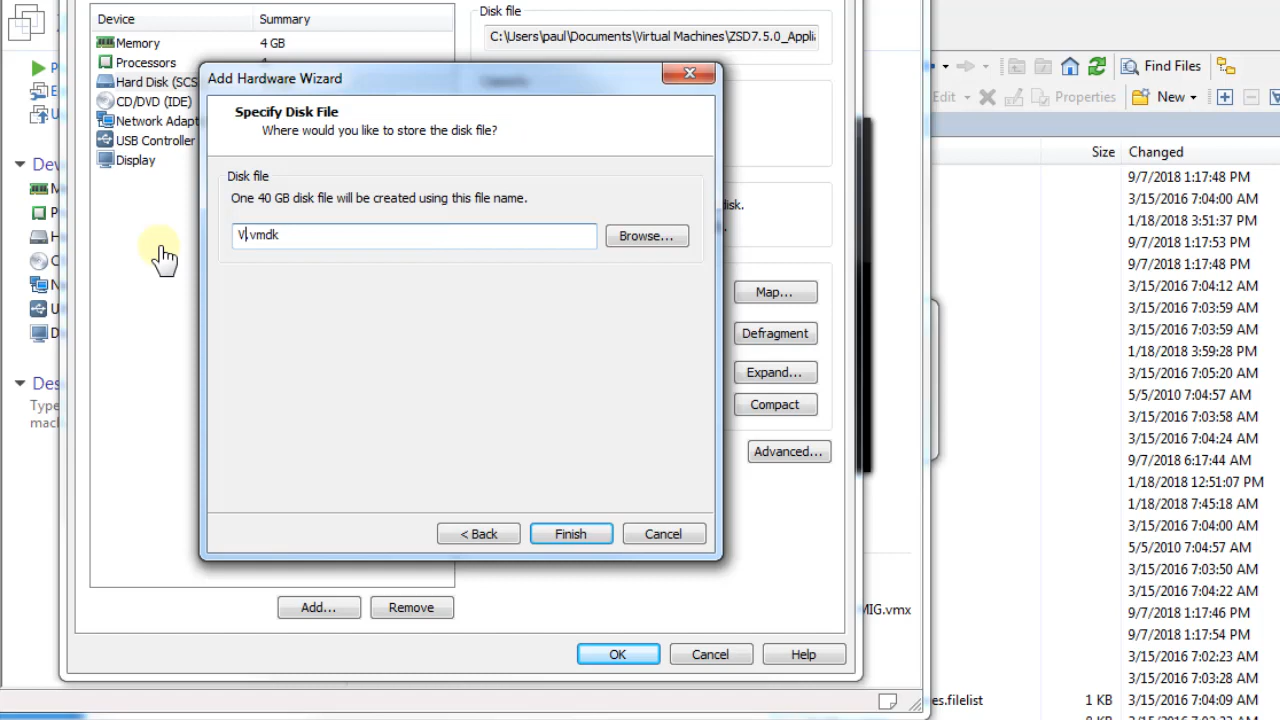 Device Summary
Disk file
Memory 4 GB
C:\Users\paul\Documents\Virtual Machines\ZSD7.5.0_Appli
Processors
Hard Disk (SCS
CD/DVD (IDE)
Network Adapt
USB Controller
Display
Add Hardware Wizard
Specify Disk File
Where would you like to store the disk file?
Disk file
One 40 GB disk file will be created using this file name.
V.vmdk
Browse...
< Back
Finish
Cancel
disk.
Map...
Defragment
Expand...
Compact
Advanced...
Add...
Remove
OK
Cancel
Help
Dev
Des
Type
mach
MIG.vmx
Find Files
Edit
Properties
New
Size Changed
9/7/2018 1:17:48 PM
3/15/2016 7:04:00 AM
1/18/2018 3:51:37 PM
9/7/2018 1:17:53 PM
9/7/2018 1:17:48 PM
3/15/2016 7:04:12 AM
3/15/2016 7:03:59 AM
3/15/2016 7:03:59 AM
1/18/2018 3:59:28 PM
3/15/2016 7:05:20 AM
5/5/2010 7:04:57 AM
3/15/2016 7:03:58 AM
3/15/2016 7:04:24 AM
9/7/2018 6:17:44 AM
1/18/2018 12:51:07 PM
1/18/2018 7:45:18 AM
3/15/2016 7:04:00 AM
5/5/2010 7:04:57 AM
3/15/2016 7:03:50 AM
3/15/2016 7:04:22 AM
9/7/2018 1:17:46 PM
9/7/2018 1:17:54 PM
3/15/2016 7:02:23 AM
3/15/2016 7:03:28 AM
es.filelist 1 KB 3/15/2016 7:04:09 AM